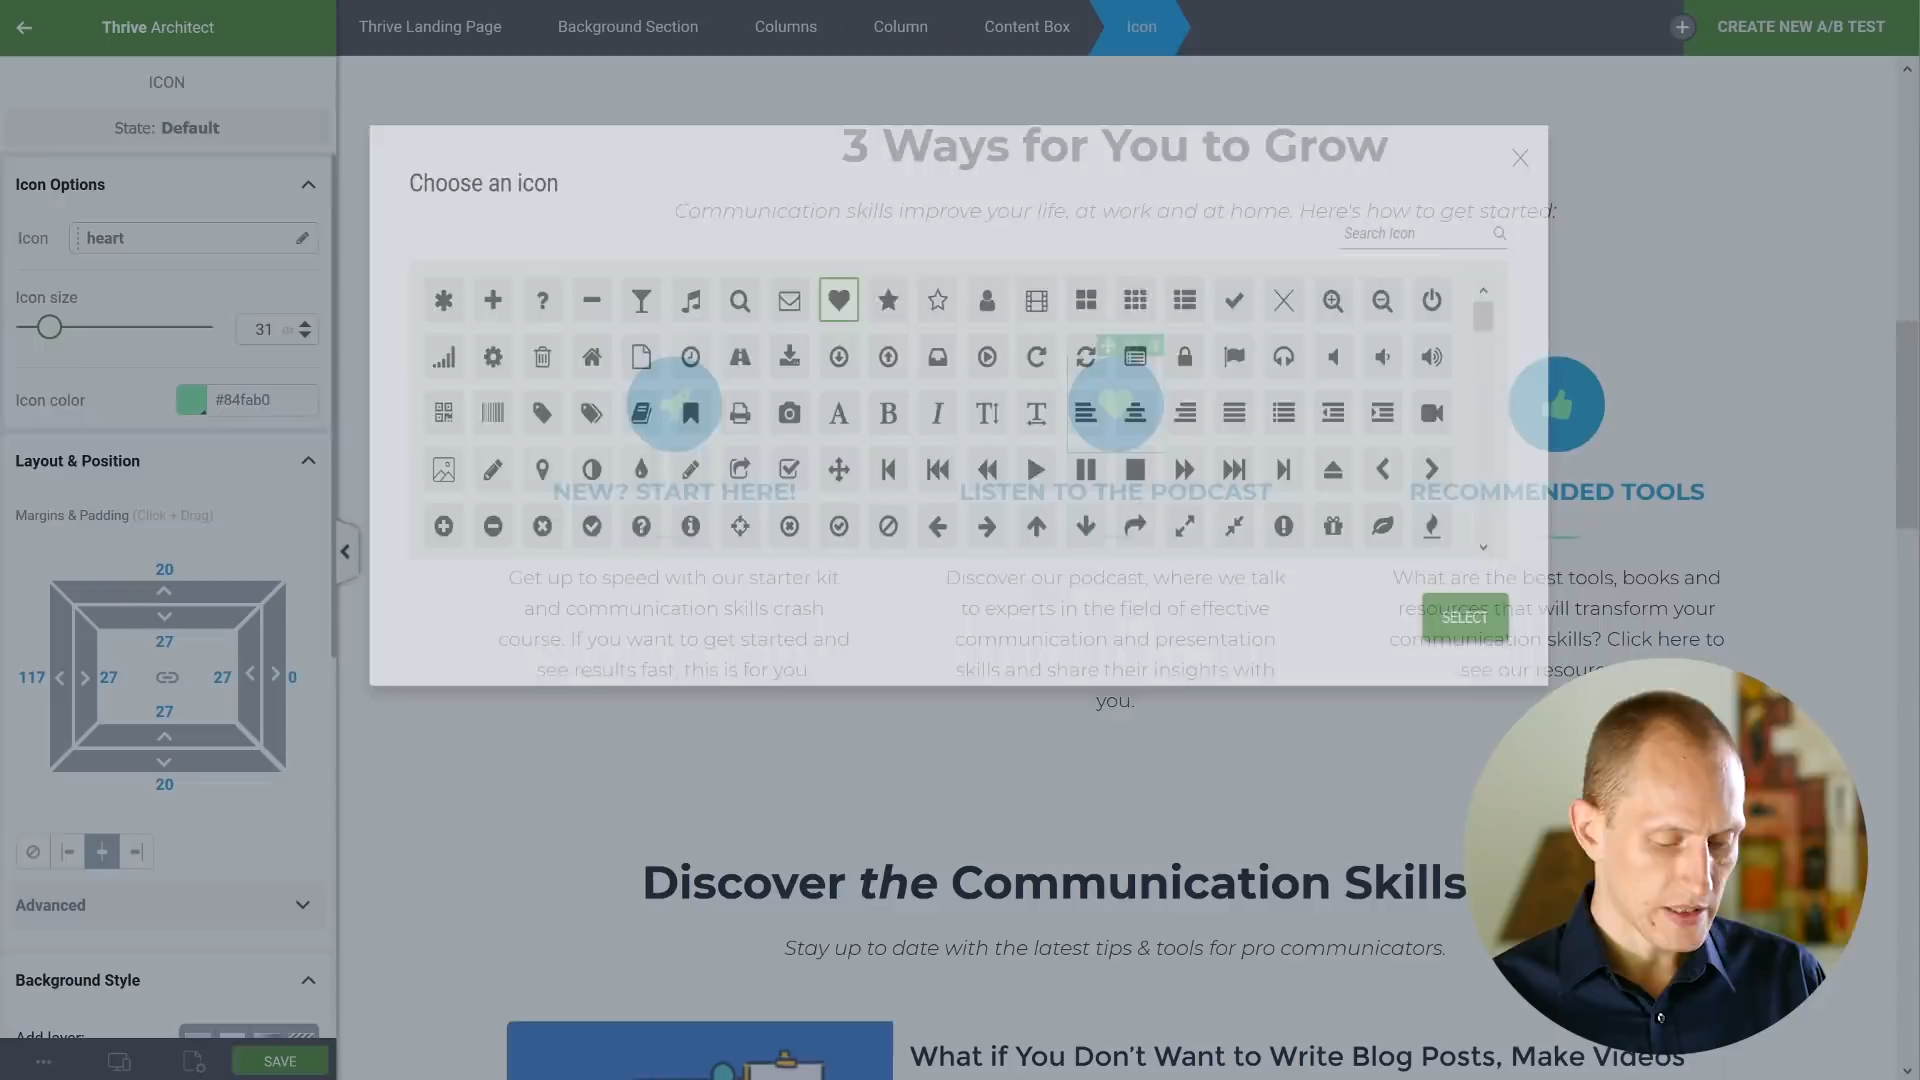 Thrive Architect
Thrive Landing Page
Background Section
Columns
Column
Content Box
Icon
CREATE NEW A/B TEST
ICON
State: Default
Icon Options
Icon
heart
Icon size
31 px
Icon color
#84fab0
Layout & Position
Margins & Padding (Click + Drag)
20
27
117
27
27
0
27
20
Advanced
Background Style
Add layer:
SAVE
3 Ways for You to Grow
Choose an icon
Communication skills improve your life, at work and at home. Here's how to get started:
Search Icon
NEW? START HERE!
LISTEN TO THE PODCAST
RECOMMENDED TOOLS
Get up to speed with our starter kit
and communication skills crash
course. If you want to get started and
see results fast, this is for you
Discover our podcast, where we talk
to experts in the field of effective
communication and presentation
skills and share their insights with
you.
What are the best tools, books and
resources that will transform your
communication skills? Click here to
see our
SELECT
Discover the Communication Skills
Stay up to date with the latest tips & tools for pro communicators.
What if You Don't Want to Write Blog Posts, Make Videos